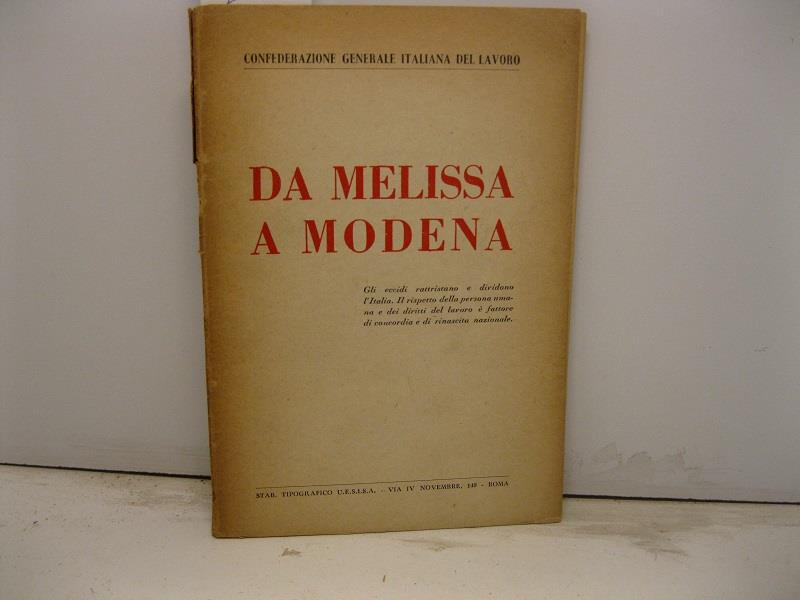 CONFEDERAZIONE GENERALE ITALIANA DEL LAVORO
DA MELISSA
A MODENA
Gli eccidi rattristano e dividono
l'Italia. Il rispetto della persona uma-
na e dei diritti del lavoro è fattore
di concordia e di rinascita nazionale.
STAB. TIPOGRAFICO U.E.S.I.S.A. - VIA IV NOVEMBRE, 149 - ROMA